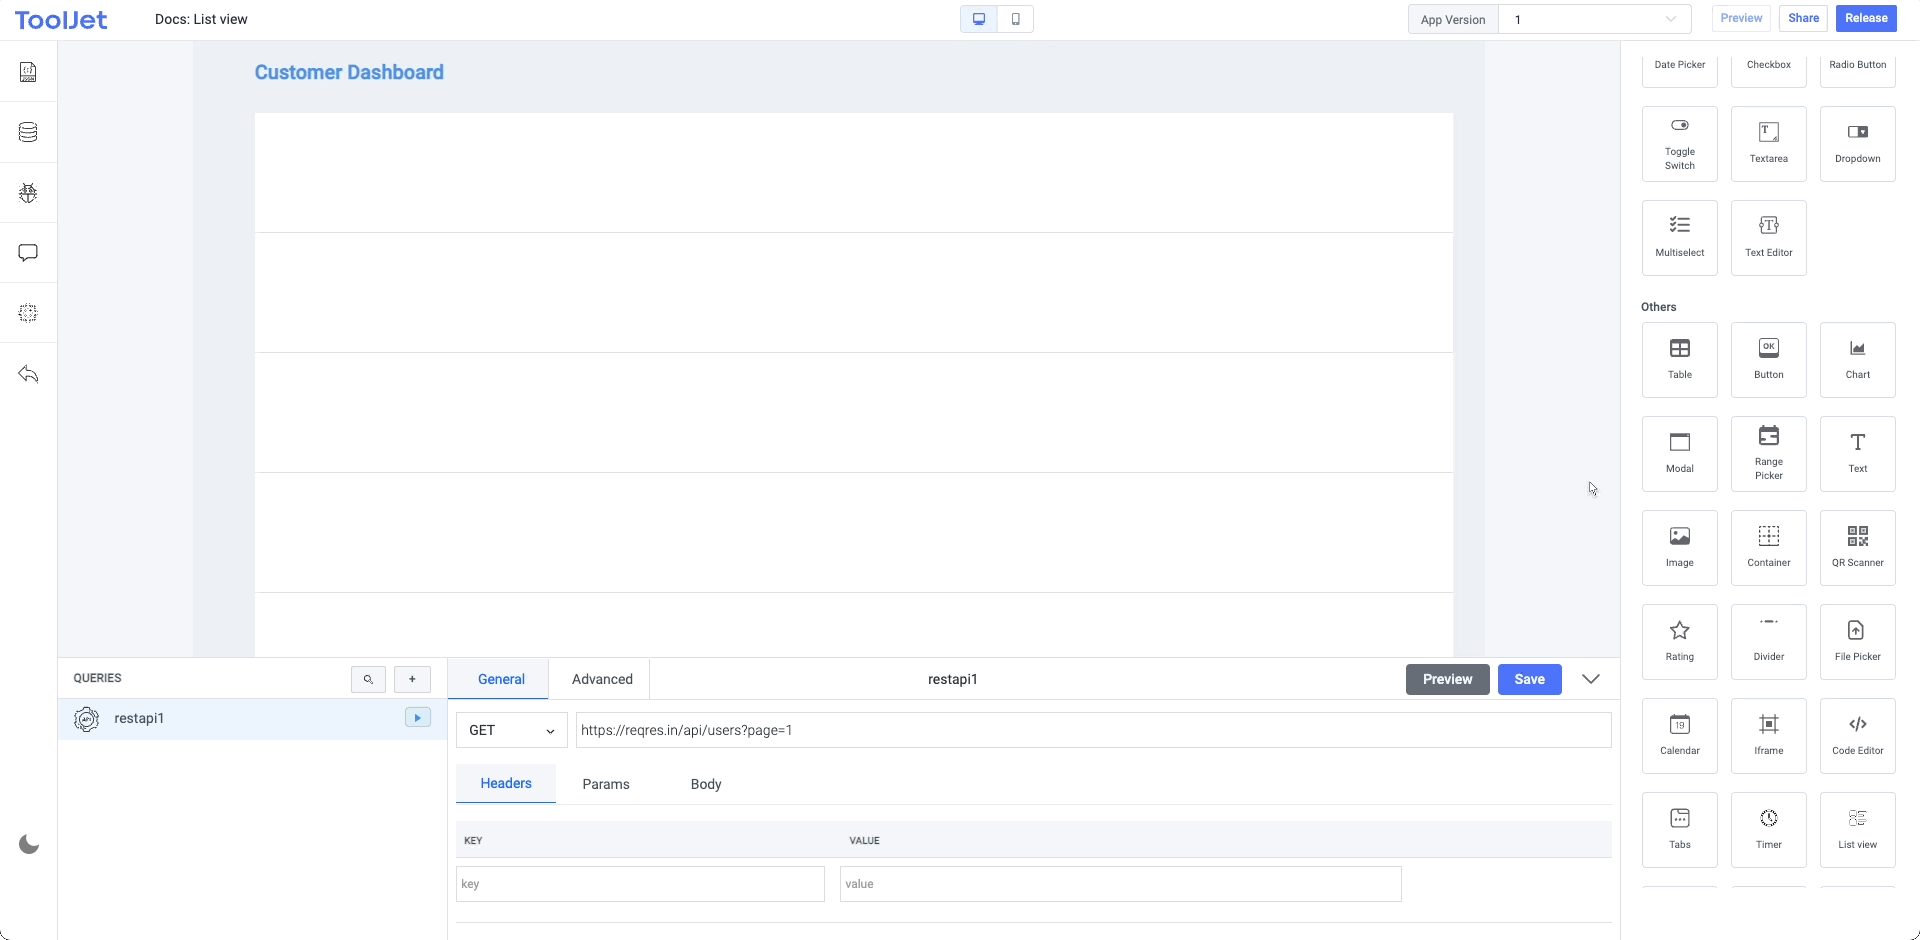 ToolJet
Docs: List view
App Version
1
Preview
Share
Release
Customer Dashboard
Date Picker
Checkbox
Radio Button
Toggle
Switch
Textarea
Dropdown
Multiselect
Text Editor
Others
Table
OK
Button
Chart
Modal
Range
Picker
Text
Image
Container
QR Scanner
Rating
Divider
File Picker
19
Calendar
Iframe
Code Editor
Tabs
Timer
List view
QUERIES
+
General
Advanced
restapi1
Preview
Save
API
restapi1
GET
https://reqres.in/api/users?page=1
Headers
Params
Body
KEY
VALUE
key
value